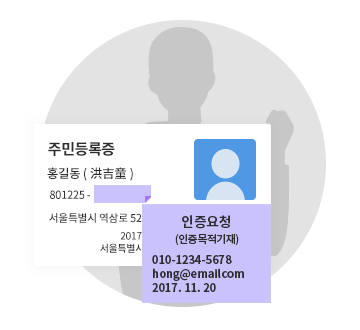 주민등록증
홍길동 ( 洪吉童 )
801225 -
서울특별시 역삼로 52
2017
서울특별시
인증요청
(인증목적기재)
010-1234-5678
hong@email.com
2017. 11. 20